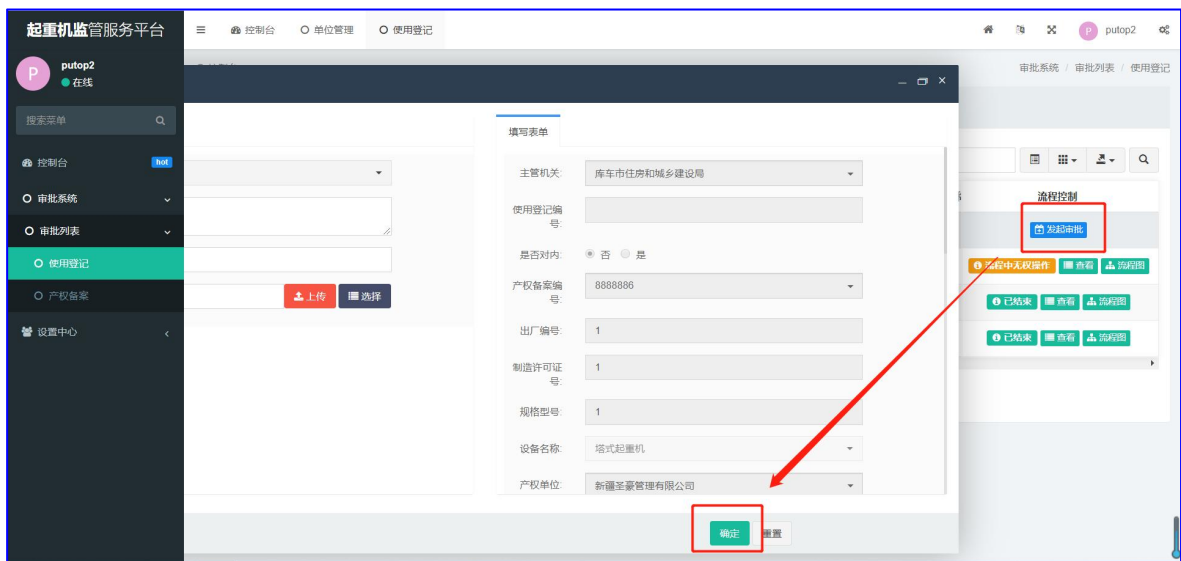 起重机监管服务平台
控制台
单位管理
使用登记
putop2
P
putop2
在线
审批系统 / 审批列表 / 使用登记
搜索菜单
控制台
hot
审批系统
审批列表
使用登记
产权备案
设置中心
上传
选择
填写表单
主管机关:
库车市住房和城乡建设局
使用登记编
号:
是否对内:
否
是
产权备案编
号:
8888886
出厂编号:
1
制造许可证
号:
1
规格型号:
1
设备名称:
塔式起重机
产权单位:
新疆圣豪管理有限公司
确定
重置
流程控制
发起审批
流程中无权操作 查看 流程图
已结束 查看 流程图
已结束 查看 流程图